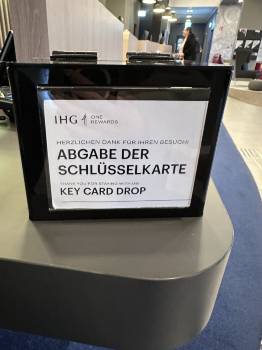 IHG ONE
REWARDS
HERZLICHEN DANK FÜR IHREN BESUCH!
ABGABE DER
SCHLÜSSELKARTE
THANK YOU FOR STAYING WITH US!
KEY CARD DROP